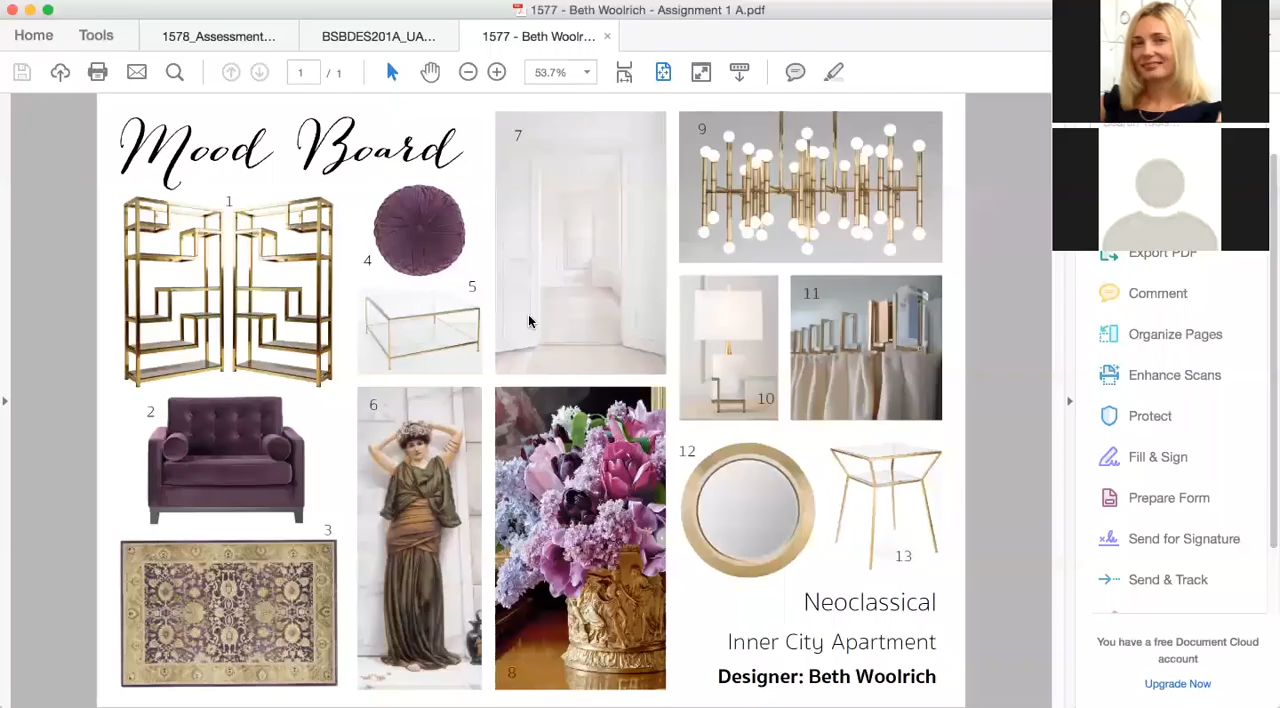 1577 - Beth Woolrich - Assignment 1 A.pdf
Home
Tools
1578_Assessment...
BSBDES201A_UA...
1577 - Beth Woolr... ×
1 / 1
53.7%
Mood Board
1
2
3
4
5
6
7
8
9
10
11
12
13
Neoclassical
Inner City Apartment
Designer: Beth Woolrich
Export PDF
Comment
Organize Pages
Enhance Scans
Protect
Fill & Sign
Prepare Form
Send for Signature
Send & Track
You have a free Document Cloud
account
Upgrade Now